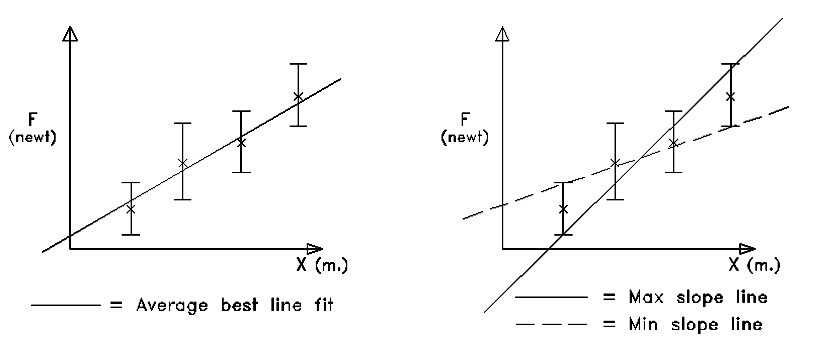 F
(newt)
X (m.)
= Average best line fit
F
(newt)
X (m.)
= Max slope line
= Min slope line